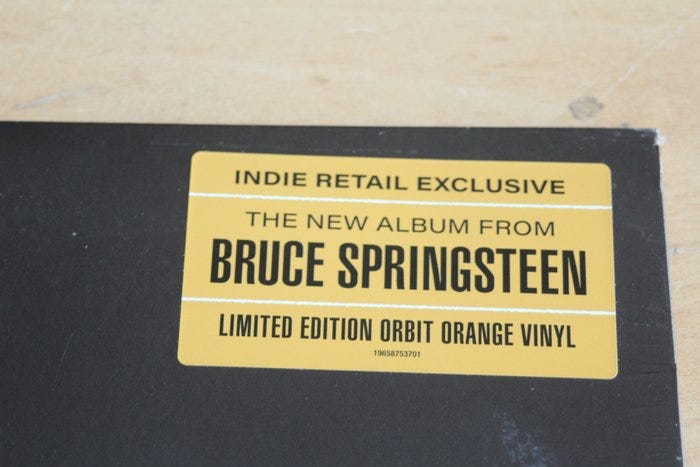 INDIE RETAIL EXCLUSIVE
THE NEW ALBUM FROM
BRUCE SPRINGSTEEN
LIMITED EDITION ORBIT ORANGE VINYL
19658753701